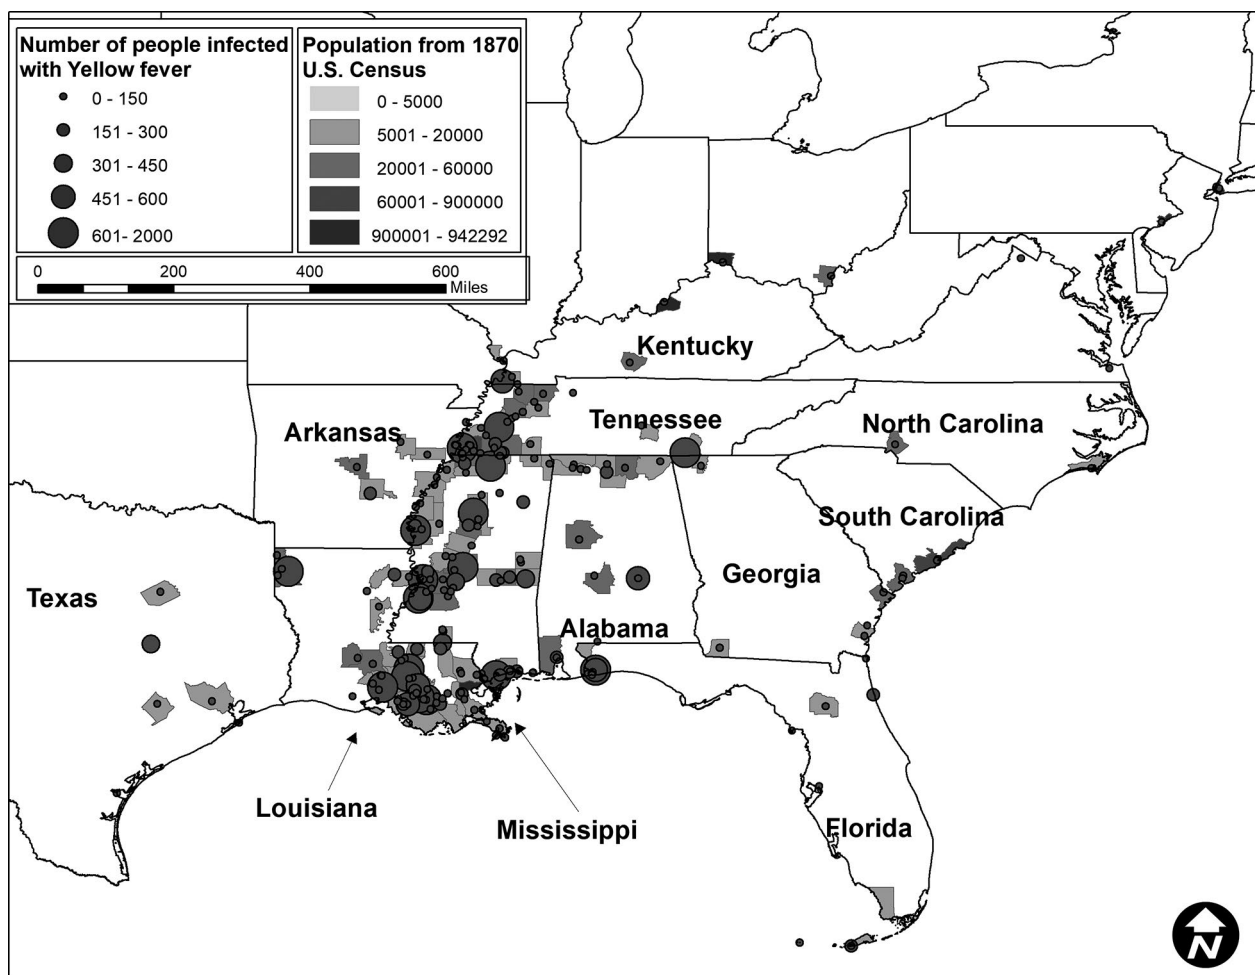 Number of people infected
with Yellow fever
0 - 150
151 - 300
301 - 450
451 - 600
601- 2000
Population from 1870
U.S. Census
0 - 5000
5001 - 20000
20001 - 60000
60001 - 900000
900001 - 942292
0 200 400 600
Miles
Kentucky
Tennessee
North Carolina
Arkansas
South Carolina
Georgia
Texas
Alabama
Louisiana
Mississippi
Florida
N